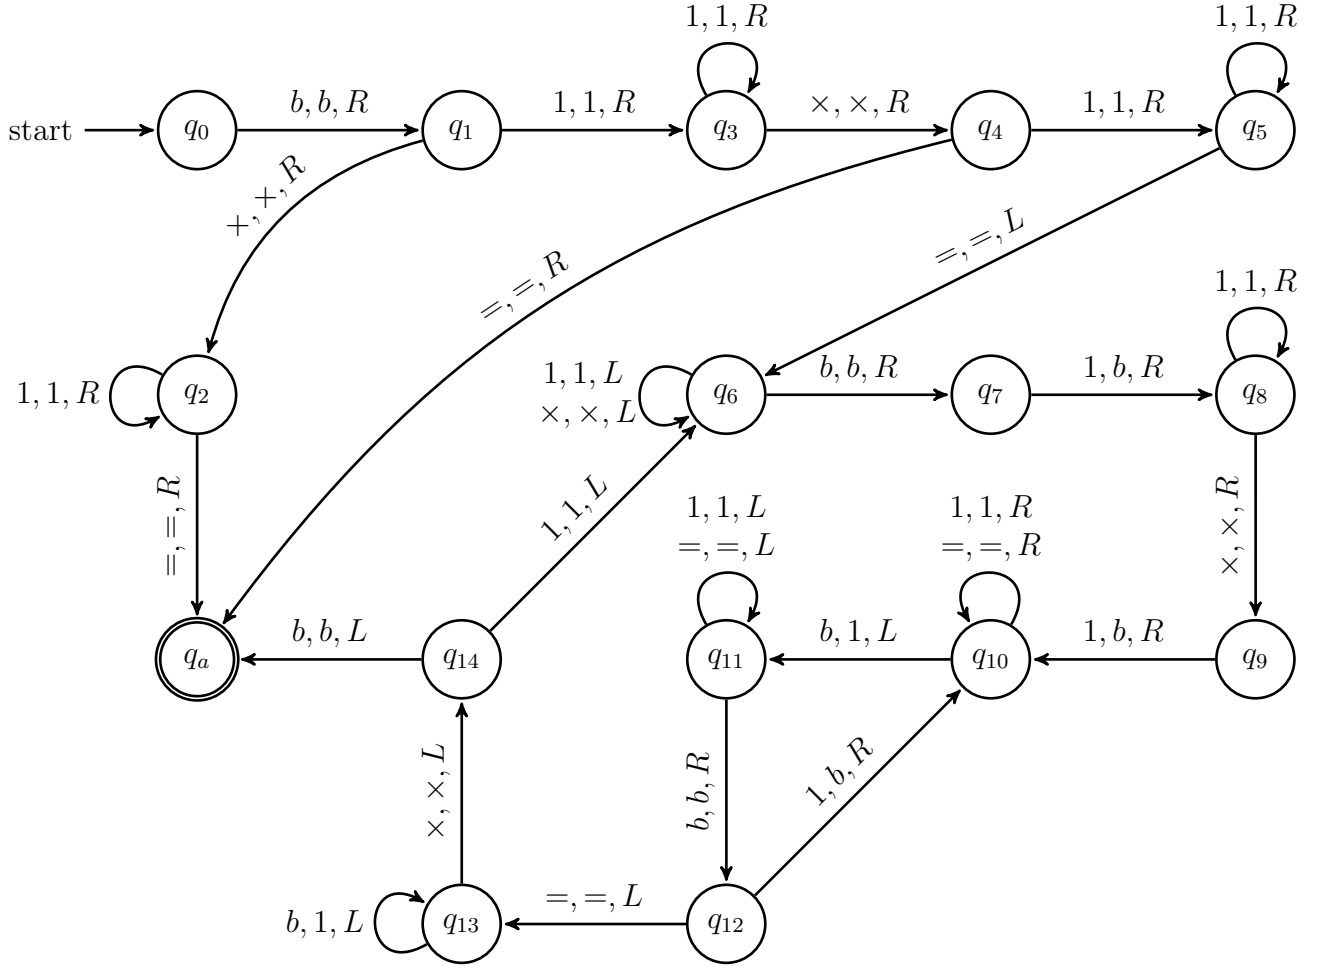 1, 1, R
1, 1, R
start
q0
b, b, R
q1
1, 1, R
q3
×, ×, R
q4
1, 1, R
q5
×, ×, R
=, =, R
=, =, L
1, 1, R
1, 1, R
q2
1, 1, L
×, ×, L
q6
b, b, R
q7
1, b, R
q8
=, =, R
1, 1, L
1, 1, L
=, =, L
1, 1, R
=, =, R
×, ×, R
qa
b, b, L
q14
q11
b, 1, L
q10
1, b, R
q9
×, ×, L
b, b, R
1, b, R
b, 1, L
q13
=, =, L
q12